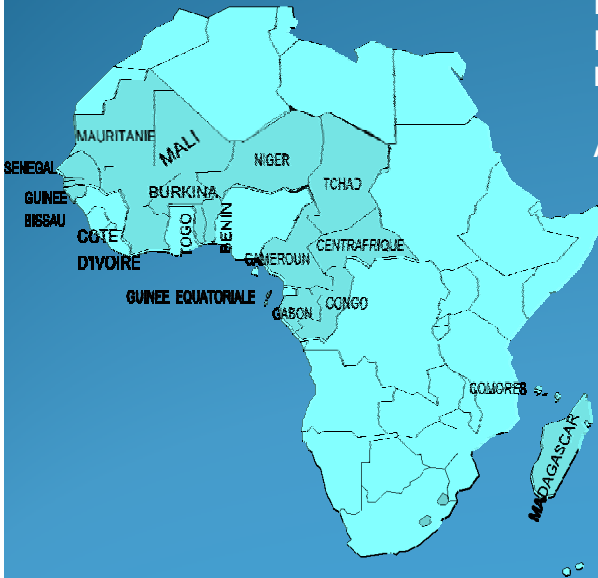 MAURITANIE
MALI
SENEGAL
NIGER
TCHAD
BURKINA
GUINEE
BISSAU
COTE
D'IVOIRE
TOGO
BENIN
CENTRAFRIQUE
CAMEROUN
GUINEE EQUATORIALE
CONGO
GABON
COMORES
MADAGASCAR